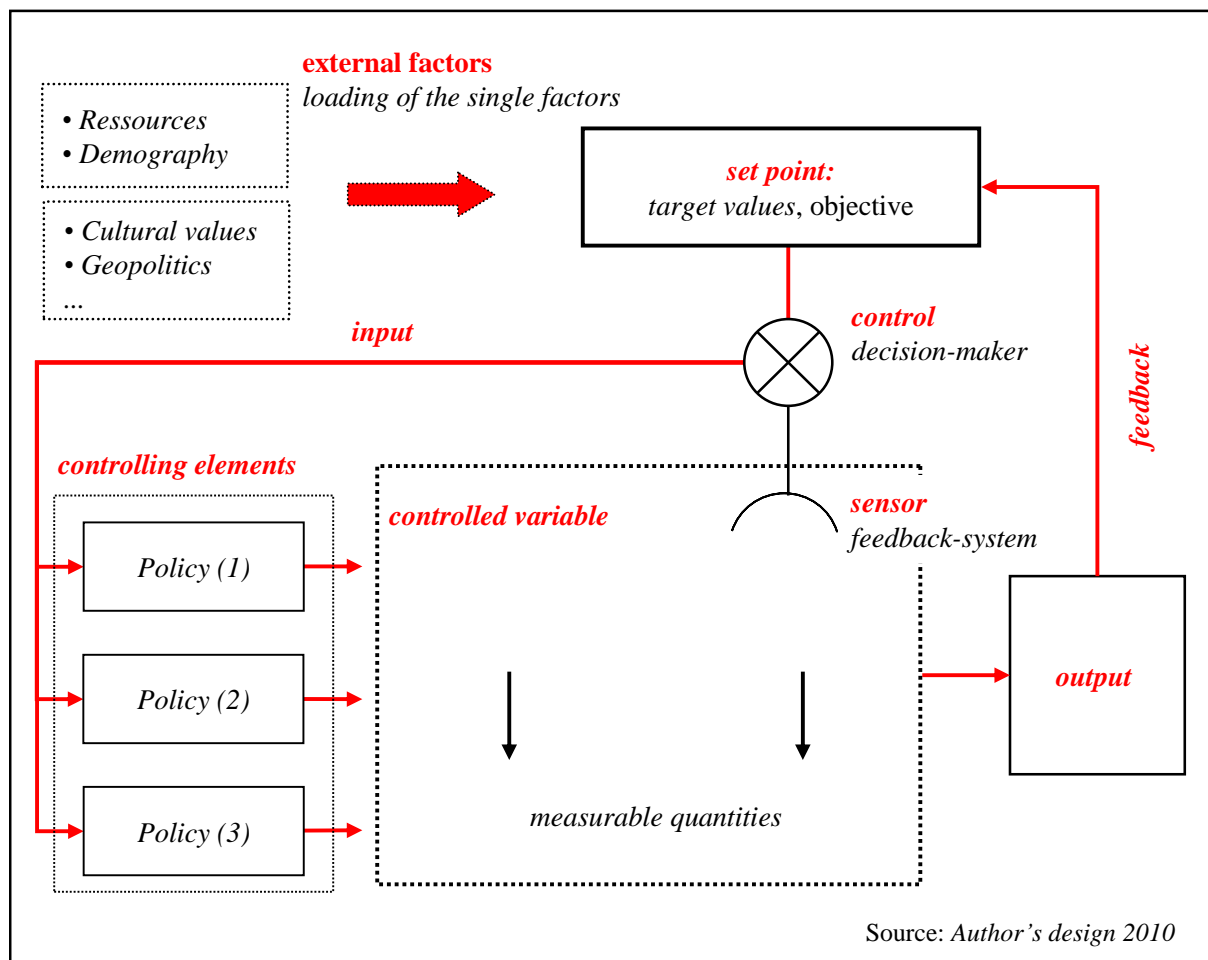 external factors
loading of the single factors
• Ressources
• Demography
• Cultural values
• Geopolitics
...
set point:
target values, objective
input
control
decision-maker
feedback
controlling elements
controlled variable
sensor
feedback-system
Policy (1)
Policy (2)
Policy (3)
measurable quantities
output
Source: Author’s design 2010